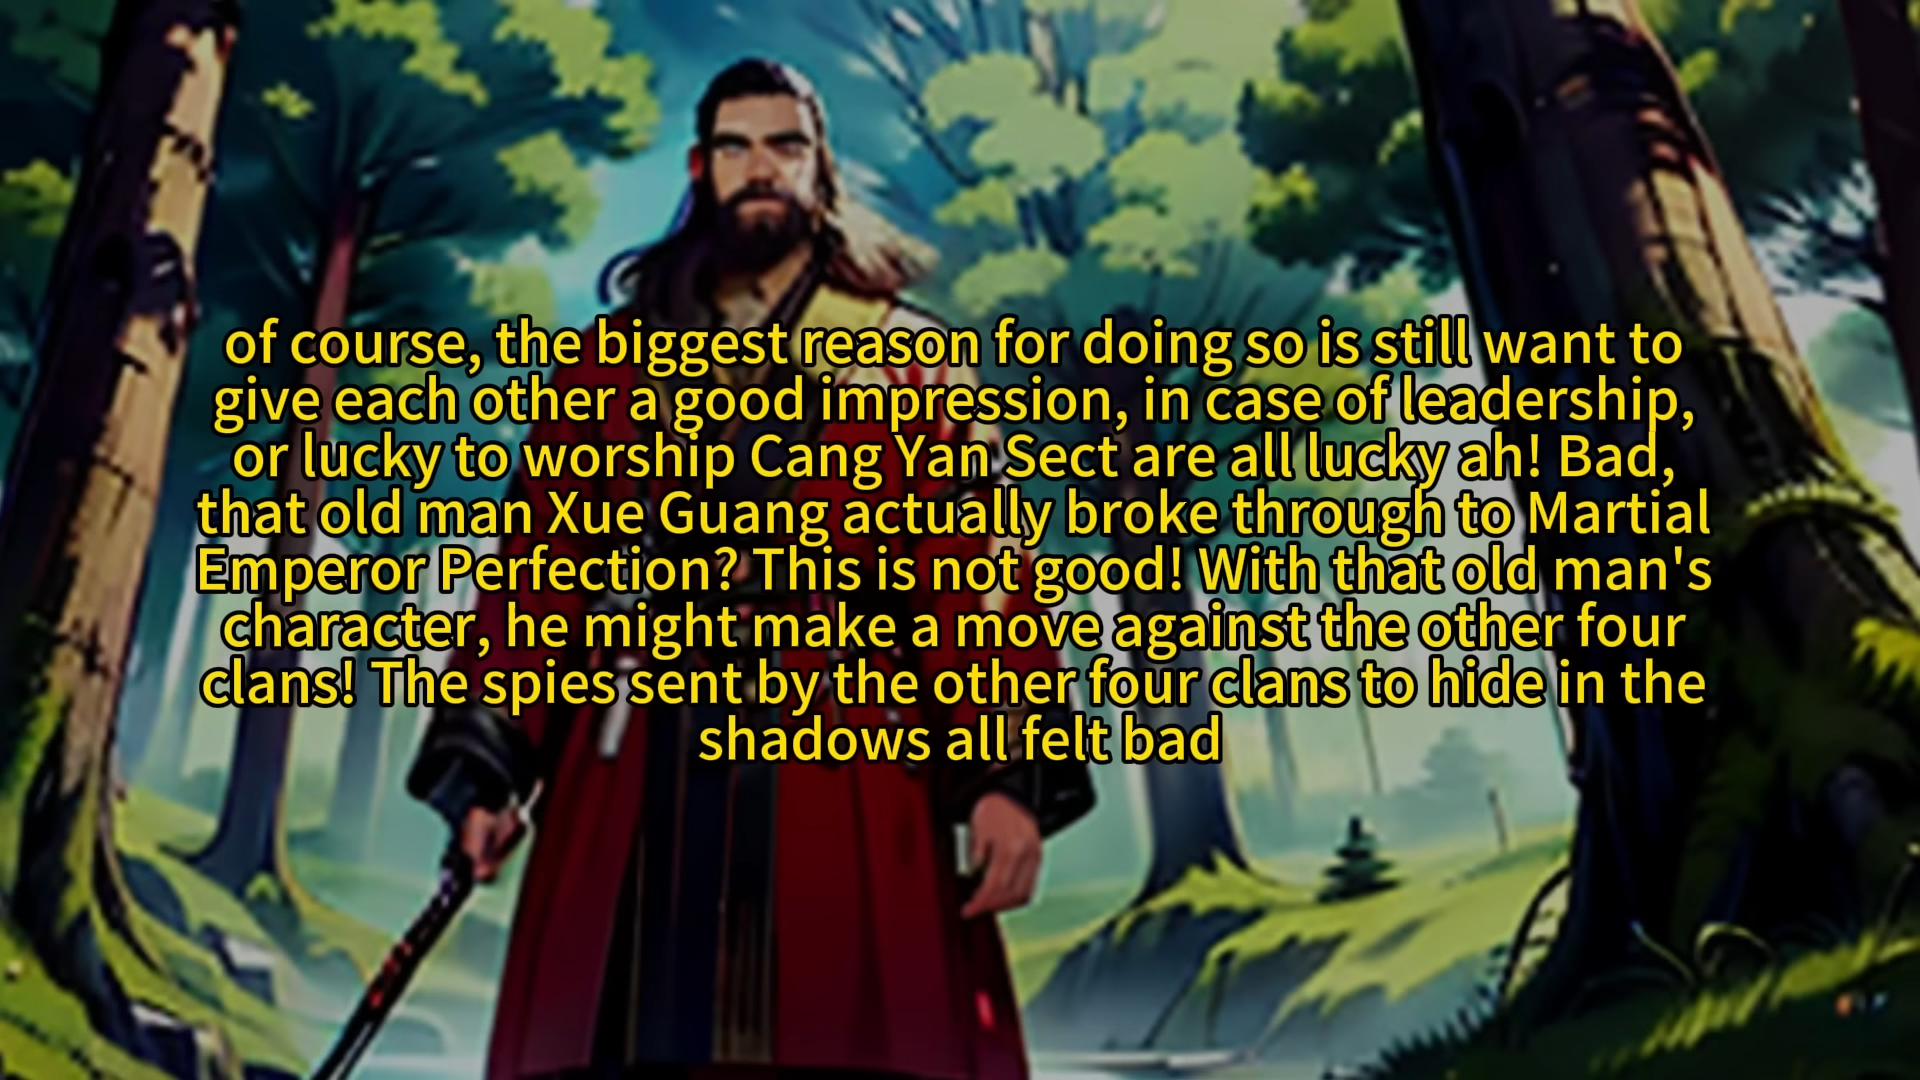 of course, the biggest reason for doing so is still want to
give each other a good impression, in case of leadership,
or lucky to worship Cang Yan Sect are all lucky ah! Bad,
that old man Xue Guang actually broke through to Martial
Emperor Perfection? This is not good! With that old man's
character, he might make a move against the other four
clans! The spies sent by the other four clans to hide in the
shadows all felt bad